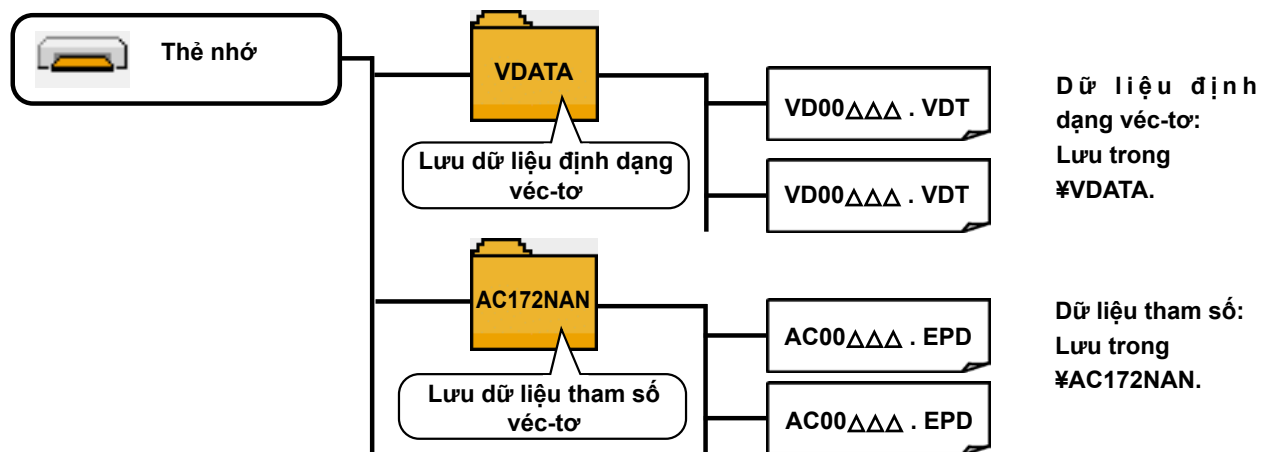 Thẻ nhớ
VDATA
Lưu dữ liệu định dạng
véc-tơ
VD00△△△ . VDT
VD00△△△ . VDT
Dữ liệu định
dạng véc-tơ:
Lưu trong
¥VDATA.
AC172NAN
Lưu dữ liệu tham số
véc-tơ
AC00△△△ . EPD
AC00△△△ . EPD
Dữ liệu tham số:
Lưu trong
¥AC172NAN.